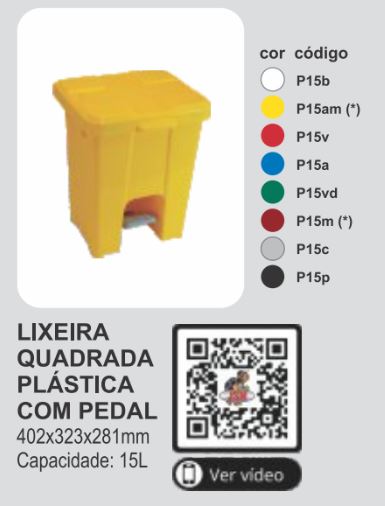 cor código
P15b
P15am (*)
P15v
P15a
P15vd
P15m (*)
P15c
P15p
LIXEIRA
QUADRADA
PLÁSTICA
COM PEDAL
402x323x281mm
Capacidade: 15L
Ver vídeo